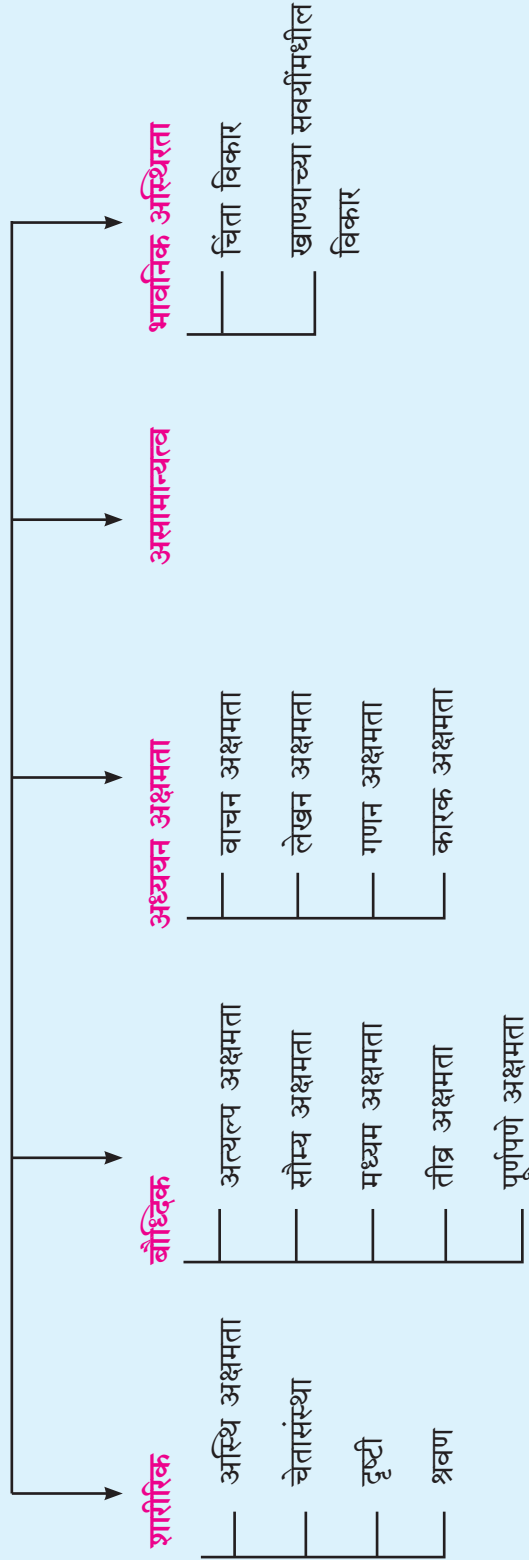 शारीरिक
अस्थि अक्षमता
चेतासंस्था
दृष्टी
श्रवण
बौध्दिक
अत्यल्प अक्षमता
सौम्य अक्षमता
मध्यम अक्षमता
तीव्र अक्षमता
पूर्णपणे अक्षमता
अध्ययन अक्षमता
वाचन अक्षमता
लेखन अक्षमता
गणन अक्षमता
कारक अक्षमता
असामान्यत्व
भावनिक अस्थिरता
चिंता विकार
खाण्याच्या सवयींमधील
विकार